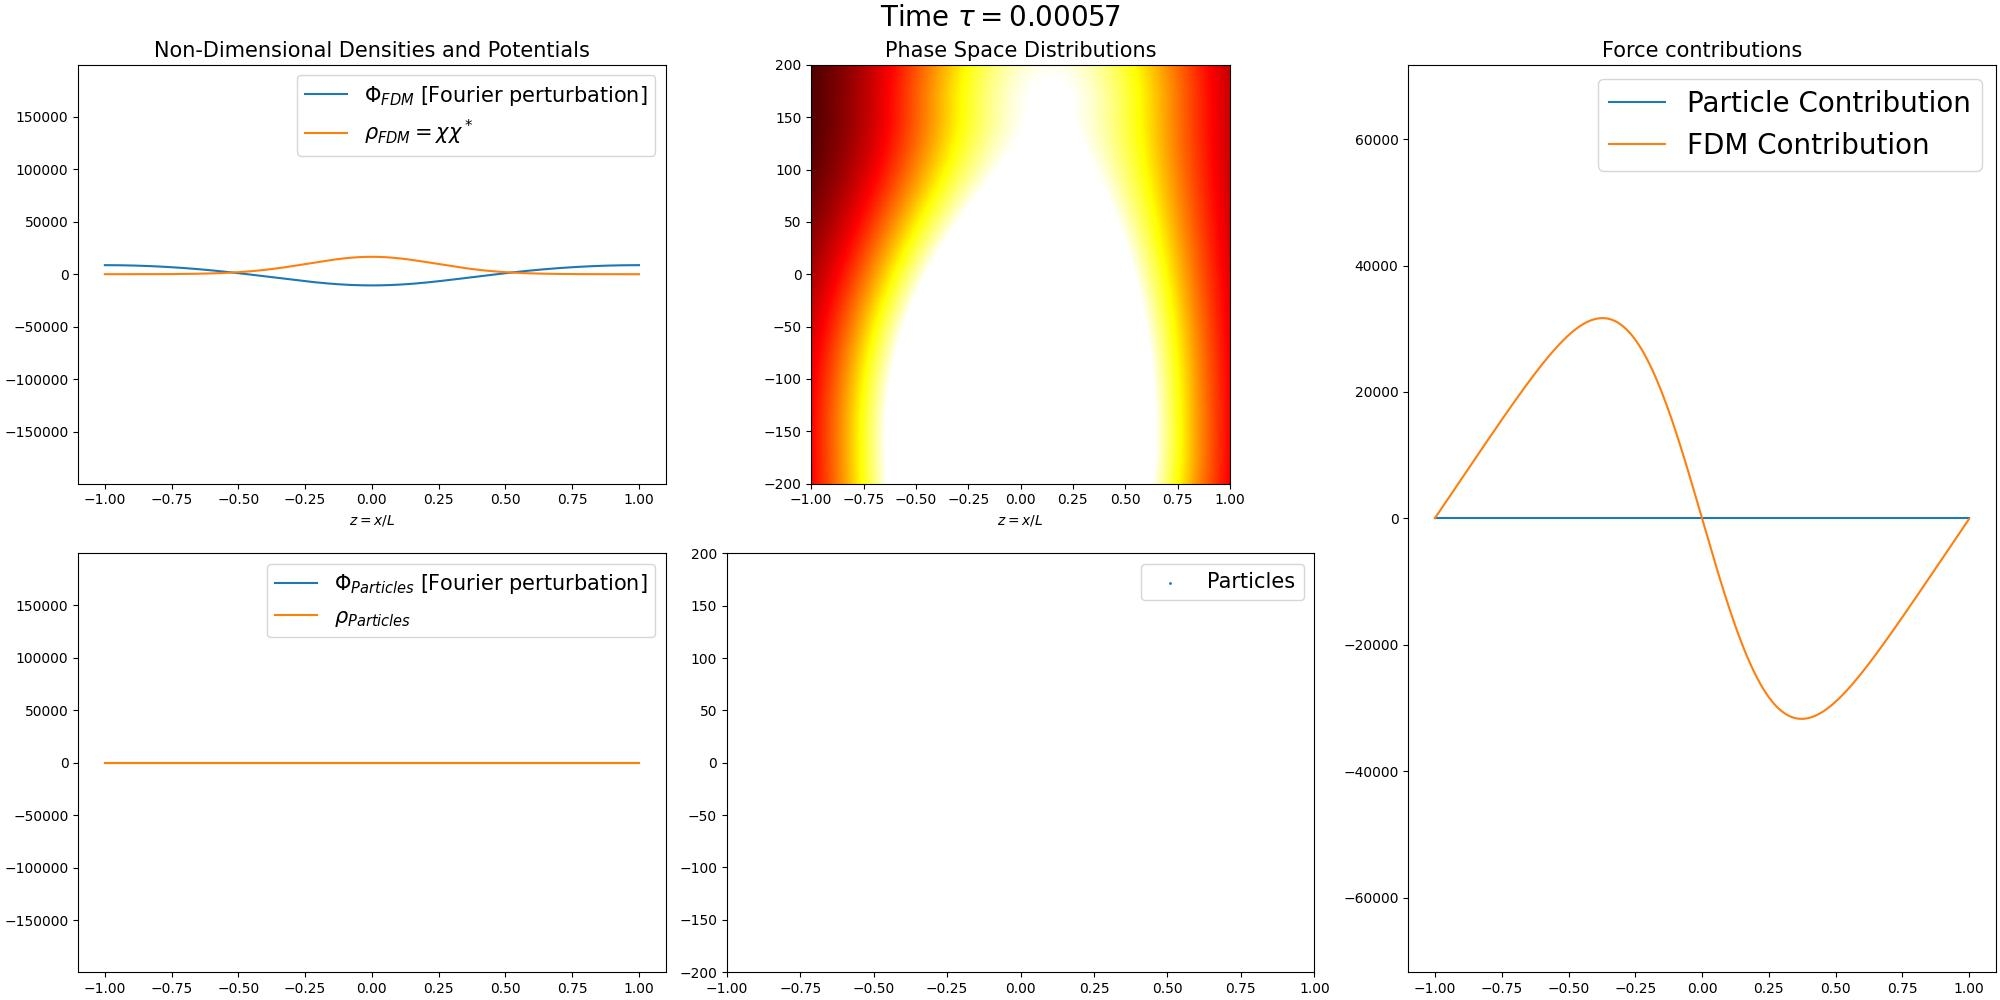 Time τ = 0.00057
Non-Dimensional Densities and Potentials
Φ_FDM [Fourier perturbation]
ρ_FDM = χχ*
150000
100000
50000
0
−50000
−100000
−150000
−1.00 −0.75 −0.50 −0.25 0.00 0.25 0.50 0.75 1.00
z = x/L
Phase Space Distributions
200
150
100
50
0
−50
−100
−150
−200
−1.00 −0.75 −0.50 −0.25 0.00 0.25 0.50 0.75 1.00
z = x/L
Force contributions
Particle Contribution
FDM Contribution
60000
40000
20000
0
−20000
−40000
−60000
−1.00 −0.75 −0.50 −0.25 0.00 0.25 0.50 0.75 1.00
Φ_Particles [Fourier perturbation]
ρ_Particles
150000
100000
50000
0
−50000
−100000
−150000
−1.00 −0.75 −0.50 −0.25 0.00 0.25 0.50 0.75 1.00
Particles
200
150
100
50
0
−50
−100
−150
−200
−1.00 −0.75 −0.50 −0.25 0.00 0.25 0.50 0.75 1.00